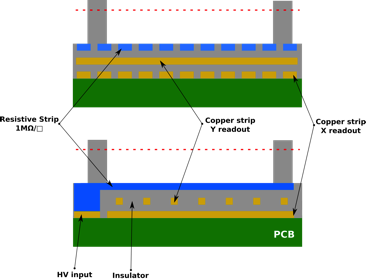 Resistive Strip
1MΩ/□
Copper strip
Y readout
Copper strip
X readout
PCB
HV input
Insulator